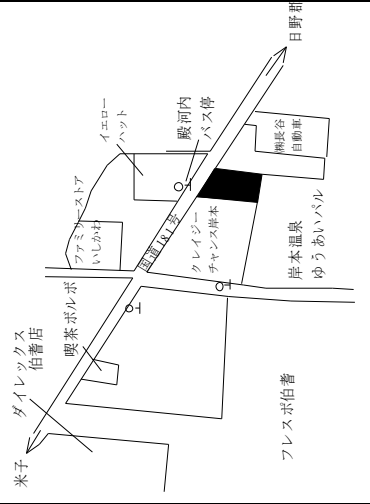 日野郡
イエロー
ハット
殿河内
バス停
㈱長谷
自動車
ファミリーストア
いしかわ
国道181号
クレイジー
チャンス岸本
岸本温泉
ゆうあいパル
喫茶ボルボ
ダイレックス
伯耆店
米子
フレスポ伯耆